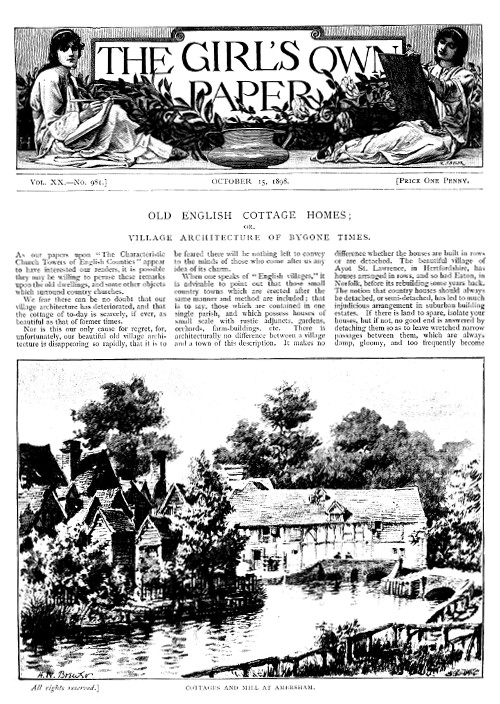 THE GIRL'S OWN
PAPER
VOL. XX.—No. 981.] OCTOBER 15, 1898. [PRICE ONE PENNY.
OLD ENGLISH COTTAGE HOMES;
OR,
VILLAGE ARCHITECTURE OF BYGONE TIMES.
As our papers upon "The Characteristic
Church Towers of English Counties" appear
to have interested our readers, it is possible
they may be willing to peruse these remarks
upon the old dwellings, and some other objects
which surround country churches.
We fear there can be no doubt that our
village architecture has deteriorated, and that
the cottage of to-day is scarcely, if ever, as
beautiful as that of former times.
Nor is this the only cause for regret, for,
unfortunately, our beautiful old village archi-
tecture is disappearing so rapidly, that it is to
be feared there will be nothing left to convey
to the minds of those who come after us any
idea of its charm.
When one speaks of "English villages," it
is advisable to point out that those small
country towns which are erected after the
same manner and method are included; that
is to say, those which are contained in one
single parish, and which possess houses of
small scale with rustic adjuncts, gardens,
orchards, farm-buildings, etc. There is
architecturally no difference between a village
and a town of this description. It makes no
difference whether the houses are built in rows
or are detached. The beautiful village of
Ayot St. Lawrence, in Hertfordshire, has
houses arranged in rows, and so had Eaton, in
Norfolk, before its rebuilding some years back.
The notion that country houses should always
be detached, or semi-detached, has led to much
injudicious arrangement in suburban building
estates. If there is land to spare, isolate your
houses, but if not, no good end is answered by
detaching them so as to leave wretched narrow
passages between them, which are always
damp, gloomy, and too frequently become
All rights reserved.] COTTAGES AND MILL AT AMERSHAM.